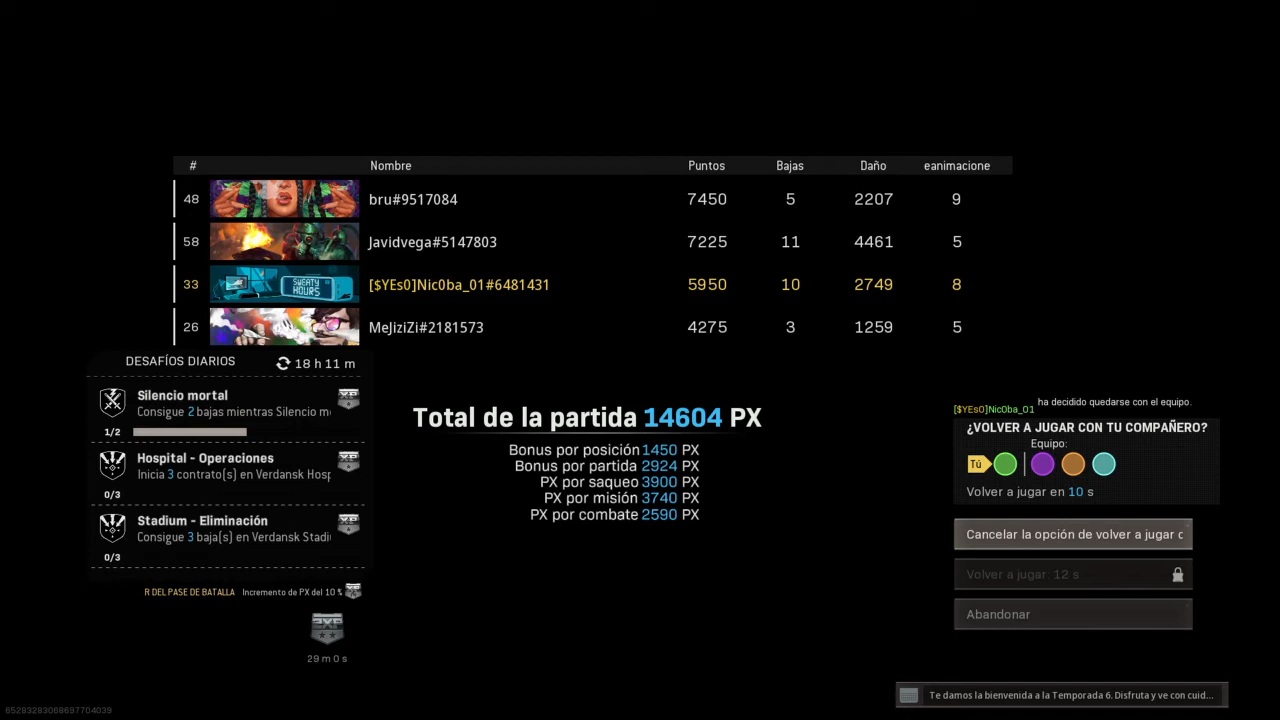 # Nombre Puntos Bajas Daño eanimacione
48 bru#9517084 7450 5 2207 9
58 Javidvega#5147803 7225 11 4461 5
SWEATY
HOURS
33 [$YEs0]Nic0ba_01#6481431 5950 10 2749 8
26 MeJiziZi#2181573 4275 3 1259 5
DESAFÍOS DIARIOS 18 h 11 m
Silencio mortal
XP
Consigue 2 bajas mientras Silencio m
1/2
Hospital - Operaciones
XP
Inicia 3 contrato(s) en Verdansk Hosp
0/3
Stadium - Eliminación
XP
Consigue 3 baja(s) en Verdansk Stadi
0/3
R DEL PASE DE BATALLA Incremento de PX del 10 %
2XP
29 m 0 s
Total de la partida 14604 PX
Bonus por posición 1450 PX
Bonus por partida 2924 PX
PX por saqueo 3900 PX
PX por misión 3740 PX
PX por combate 2590 PX
[$YEs0]Nic0ba_01 ha decidido quedarse con el equipo.
¿VOLVER A JUGAR CON TU COMPAÑERO?
Equipo:
Tú
Volver a jugar en 10 s
Cancelar la opción de volver a jugar c
Volver a jugar: 12 s
Abandonar
Te damos la bienvenida a la Temporada 6. Disfruta y ve con cuid...
65283283068697704039